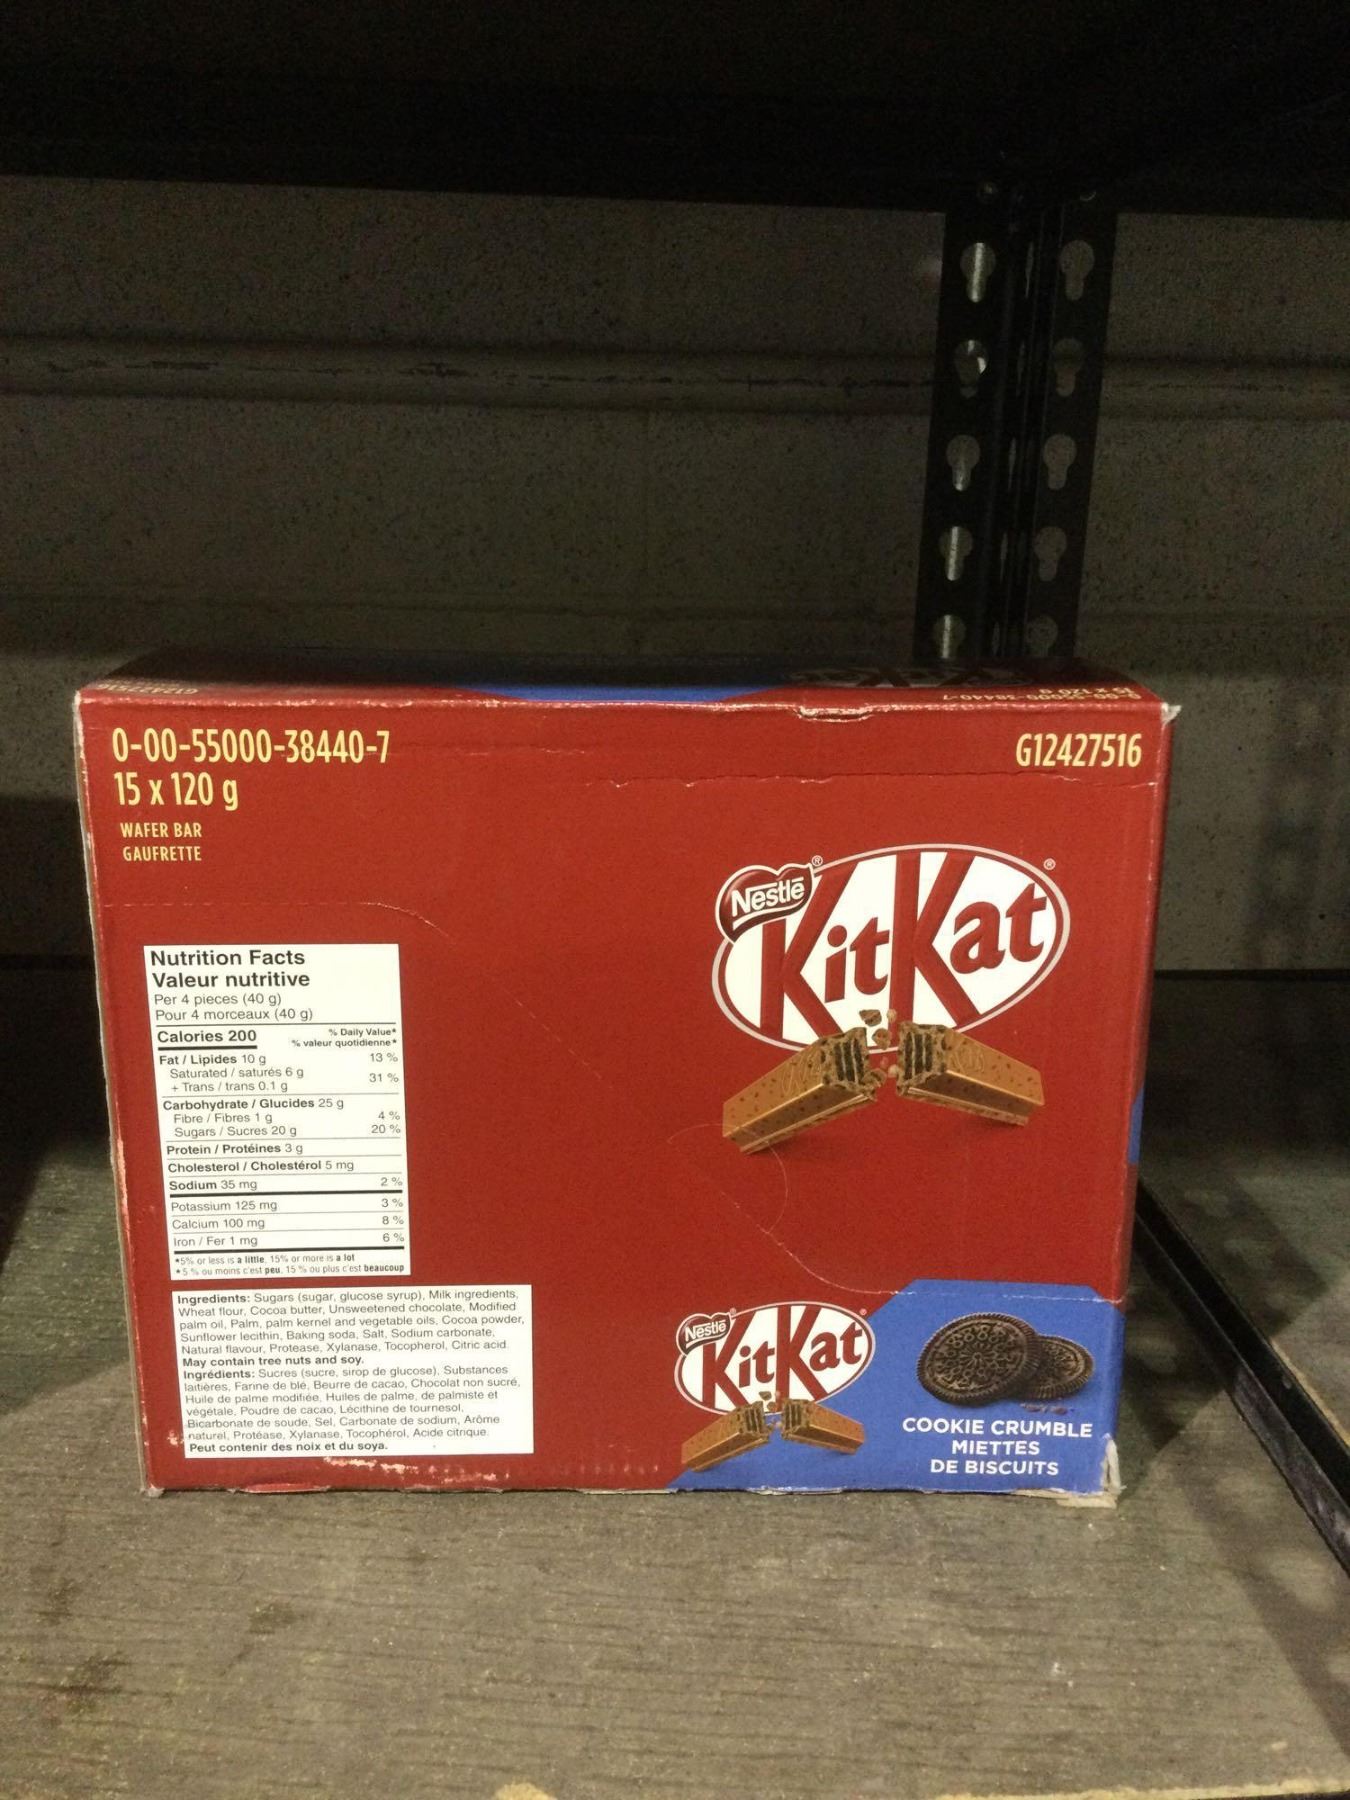 0-00-55000-38440-7
15 x 120 g
WAFER BAR
GAUFRETTE
G12427516
Nestlé®
KitKat®
Nutrition Facts
Valeur nutritive
Per 4 pieces (40 g)
Pour 4 morceaux (40 g)
Calories 200
% Daily Value*
% valeur quotidienne*
Fat / Lipides 10 g 13 %
Saturated / saturés 6 g
+ Trans / trans 0.1 g 31 %
Carbohydrate / Glucides 25 g
Fibre / Fibres 1 g 4 %
Sugars / Sucres 20 g 20 %
Protein / Protéines 3 g
Cholesterol / Cholestérol 5 mg
Sodium 35 mg 2 %
Potassium 125 mg 3 %
Calcium 100 mg 8 %
Iron / Fer 1 mg 6 %
*5% or less is a little, 15% or more is a lot
*5 % ou moins c'est peu, 15 % ou plus c'est beaucoup
Ingredients: Sugars (sugar, glucose syrup), Milk ingredients,
Wheat flour, Cocoa butter, Unsweetened chocolate, Modified
palm oil, Palm, palm kernel and vegetable oils, Cocoa powder,
Sunflower lecithin, Baking soda, Salt, Sodium carbonate,
Natural flavour, Protease, Xylanase, Tocopherol, Citric acid.
May contain tree nuts and soy.
Ingrédients: Sucres (sucre, sirop de glucose), Substances
laitières, Farine de blé, Beurre de cacao, Chocolat non sucré,
Huile de palme modifiée, Huiles de palme, de palmiste et
végétale, Poudre de cacao, Lécithine de tournesol,
Bicarbonate de soude, Sel, Carbonate de sodium, Arôme
naturel, Protéase, Xylanase, Tocophérol, Acide citrique.
Peut contenir des noix et du soya.
Nestlé®
KitKat®
COOKIE CRUMBLE
MIETTES
DE BISCUITS